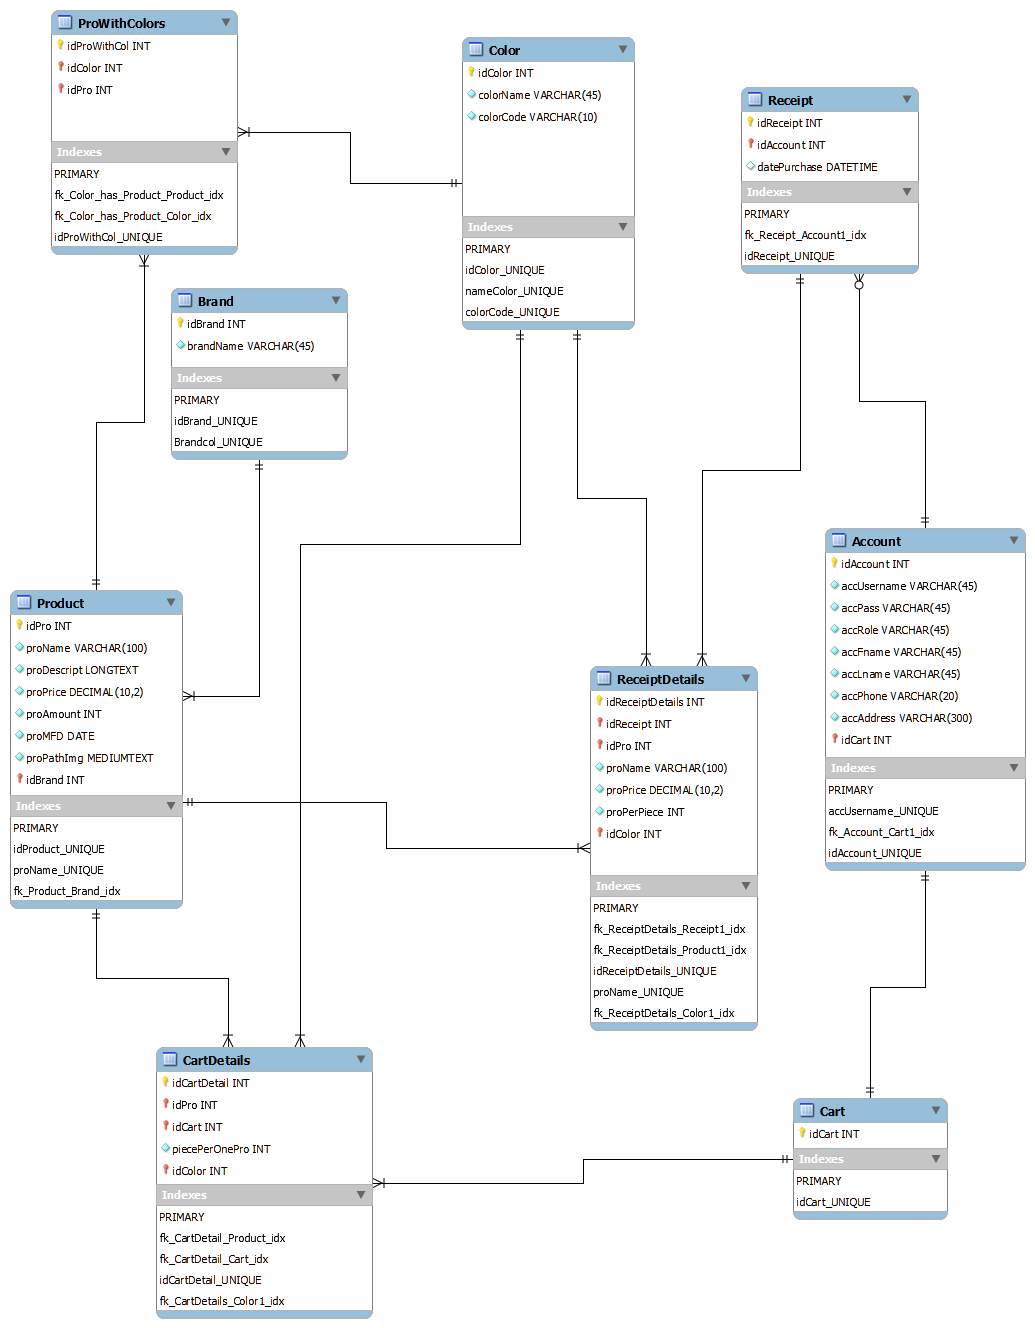 ProWithColors
idProWithCol INT
idColor INT
idPro INT
Indexes
PRIMARY
fk_Color_has_Product_Product_idx
fk_Color_has_Product_Color_idx
idProWithCol_UNIQUE
Color
idColor INT
colorName VARCHAR(45)
colorCode VARCHAR(10)
Indexes
PRIMARY
idColor_UNIQUE
nameColor_UNIQUE
colorCode_UNIQUE
Receipt
idReceipt INT
idAccount INT
datePurchase DATETIME
Indexes
PRIMARY
fk_Receipt_Account1_idx
idReceipt_UNIQUE
Brand
idBrand INT
brandName VARCHAR(45)
Indexes
PRIMARY
idBrand_UNIQUE
Brandcol_UNIQUE
Account
idAccount INT
accUsername VARCHAR(45)
accPass VARCHAR(45)
accRole VARCHAR(45)
accFname VARCHAR(45)
accLname VARCHAR(45)
accPhone VARCHAR(20)
accAddress VARCHAR(300)
idCart INT
Indexes
PRIMARY
accUsername_UNIQUE
fk_Account_Cart1_idx
idAccount_UNIQUE
Product
idPro INT
proName VARCHAR(100)
proDescript LONGTEXT
proPrice DECIMAL(10,2)
proAmount INT
proMFD DATE
proPathImg MEDIUMTEXT
idBrand INT
Indexes
PRIMARY
idProduct_UNIQUE
proName_UNIQUE
fk_Product_Brand_idx
ReceiptDetails
idReceiptDetails INT
idReceipt INT
idPro INT
proName VARCHAR(100)
proPrice DECIMAL(10,2)
proPerPiece INT
idColor INT
Indexes
PRIMARY
fk_ReceiptDetails_Receipt1_idx
fk_ReceiptDetails_Product1_idx
idReceiptDetails_UNIQUE
proName_UNIQUE
fk_ReceiptDetails_Color1_idx
CartDetails
idCartDetail INT
idPro INT
idCart INT
piecePerOnePro INT
idColor INT
Indexes
PRIMARY
fk_CartDetail_Product_idx
fk_CartDetail_Cart_idx
idCartDetail_UNIQUE
fk_CartDetails_Color1_idx
Cart
idCart INT
Indexes
PRIMARY
idCart_UNIQUE